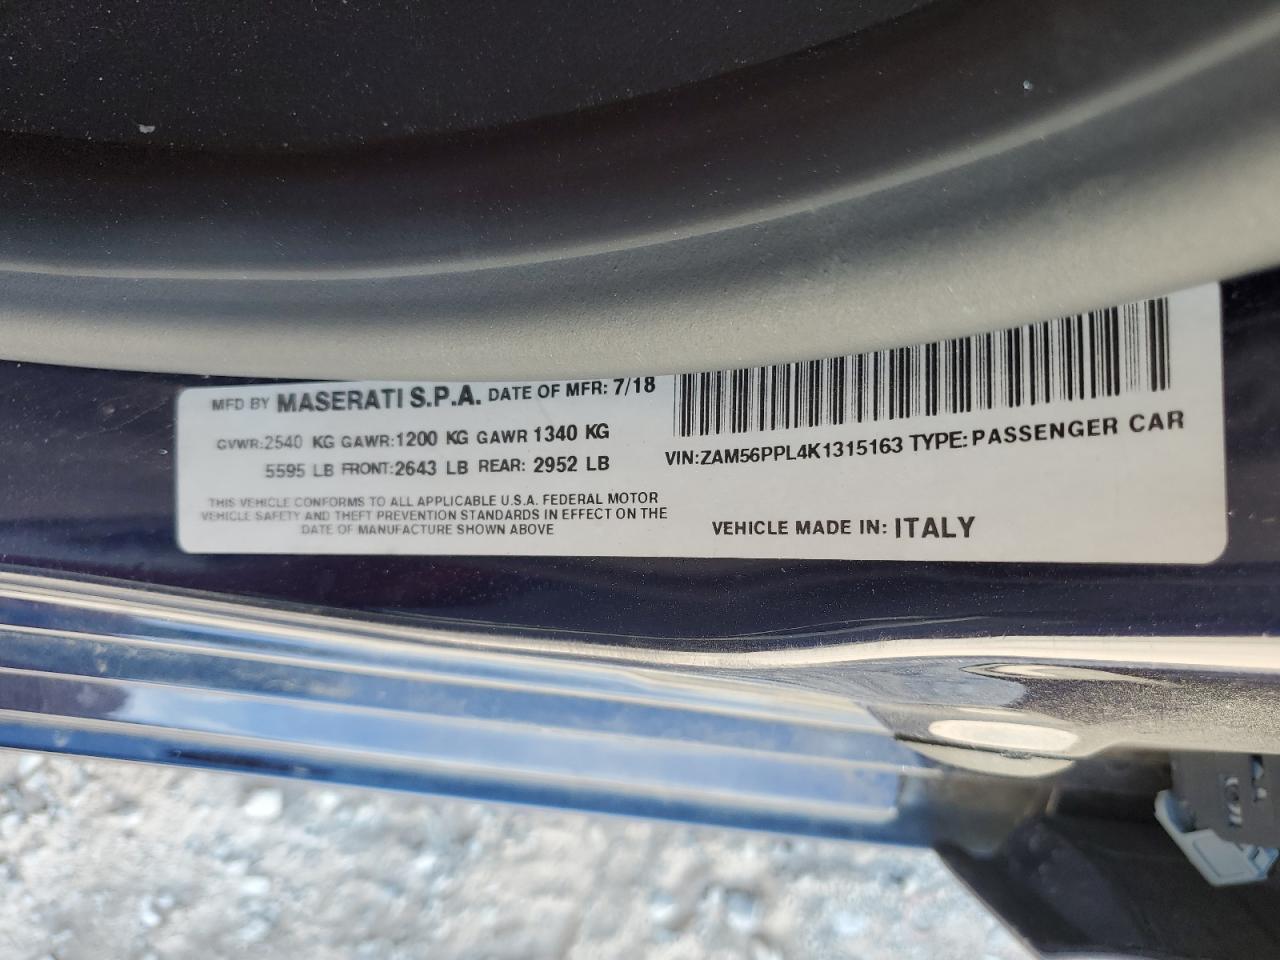 MFD BY MASERATI S.P.A. DATE OF MFR: 7/18
GVWR:2540 KG GAWR:1200 KG GAWR 1340 KG
5595 LB FRONT:2643 LB REAR: 2952 LB
THIS VEHICLE CONFORMS TO ALL APPLICABLE U.S.A. FEDERAL MOTOR
VEHICLE SAFETY AND THEFT PREVENTION STANDARDS IN EFFECT ON THE
DATE OF MANUFACTURE SHOWN ABOVE
VIN:ZAM56PPL4K1315163 TYPE:PASSENGER CAR
VEHICLE MADE IN: ITALY